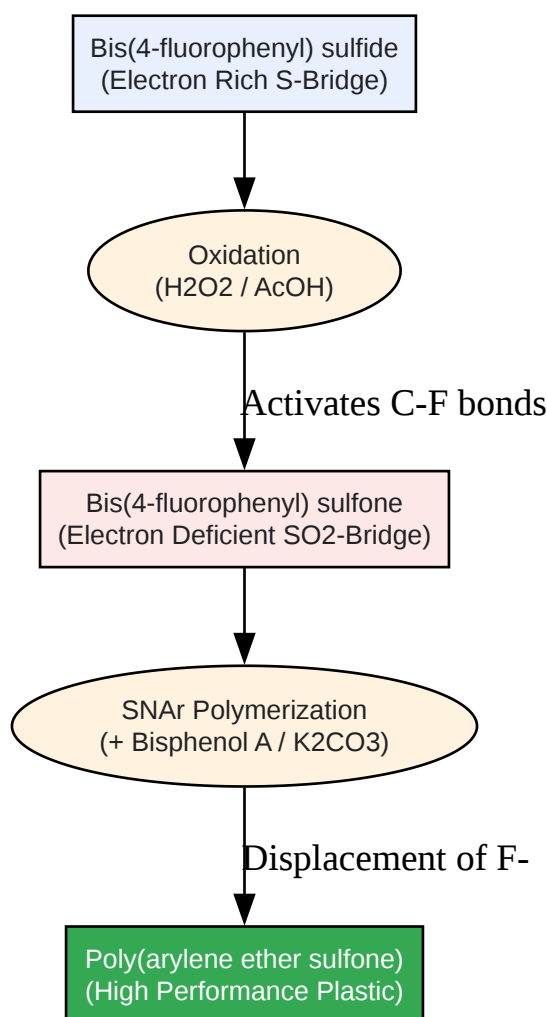 Bis(4-fluorophenyl) sulfide
(Electron Rich S-Bridge)
Oxidation
(H2O2 / AcOH)
Activates C-F bonds
Bis(4-fluorophenyl) sulfone
(Electron Deficient SO2-Bridge)
SNAr Polymerization
(+ Bisphenol A / K2CO3)
Displacement of F-
Poly(arylene ether sulfone)
(High Performance Plastic)